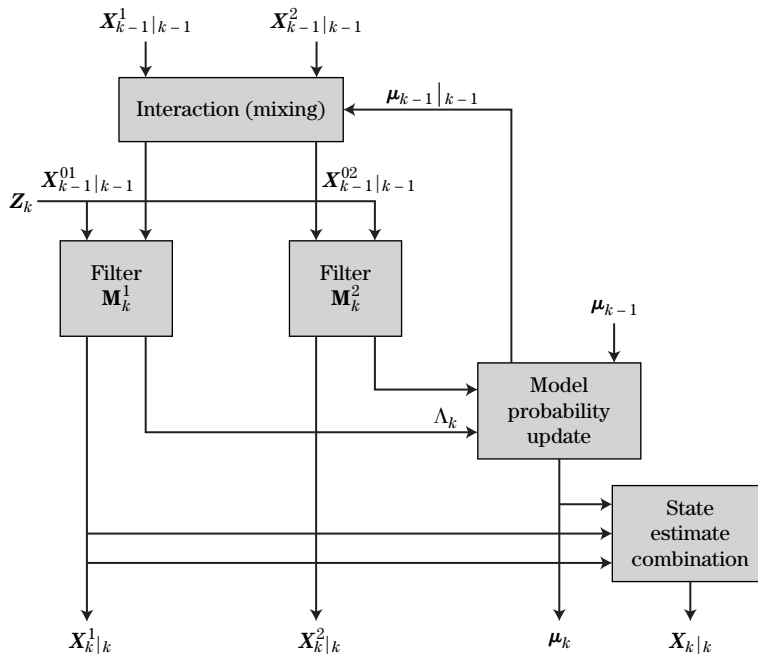 X^1_{k−1|k−1} X^2_{k−1|k−1}
Interaction (mixing)
μ_{k−1|k−1}
X^{01}_{k−1|k−1} X^{02}_{k−1|k−1}
Z_k
Filter
M^1_k
Filter
M^2_k
μ_{k−1}
Model
probability
update
Λ_k
State
estimate
combination
X^1_{k|k} X^2_{k|k} μ_k X_{k|k}